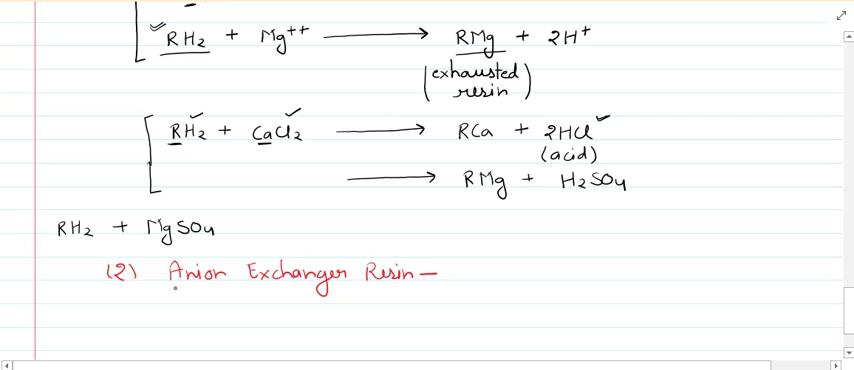 RH2 + Mg++ ⟶ RMg + 2H+
(exhausted resin)
RH2 + CaCl2 ⟶ RCa + 2HCl
(acid)
⟶ RMg + H2SO4
RH2 + MgSO4
(2) Anion Exchanger Resin —